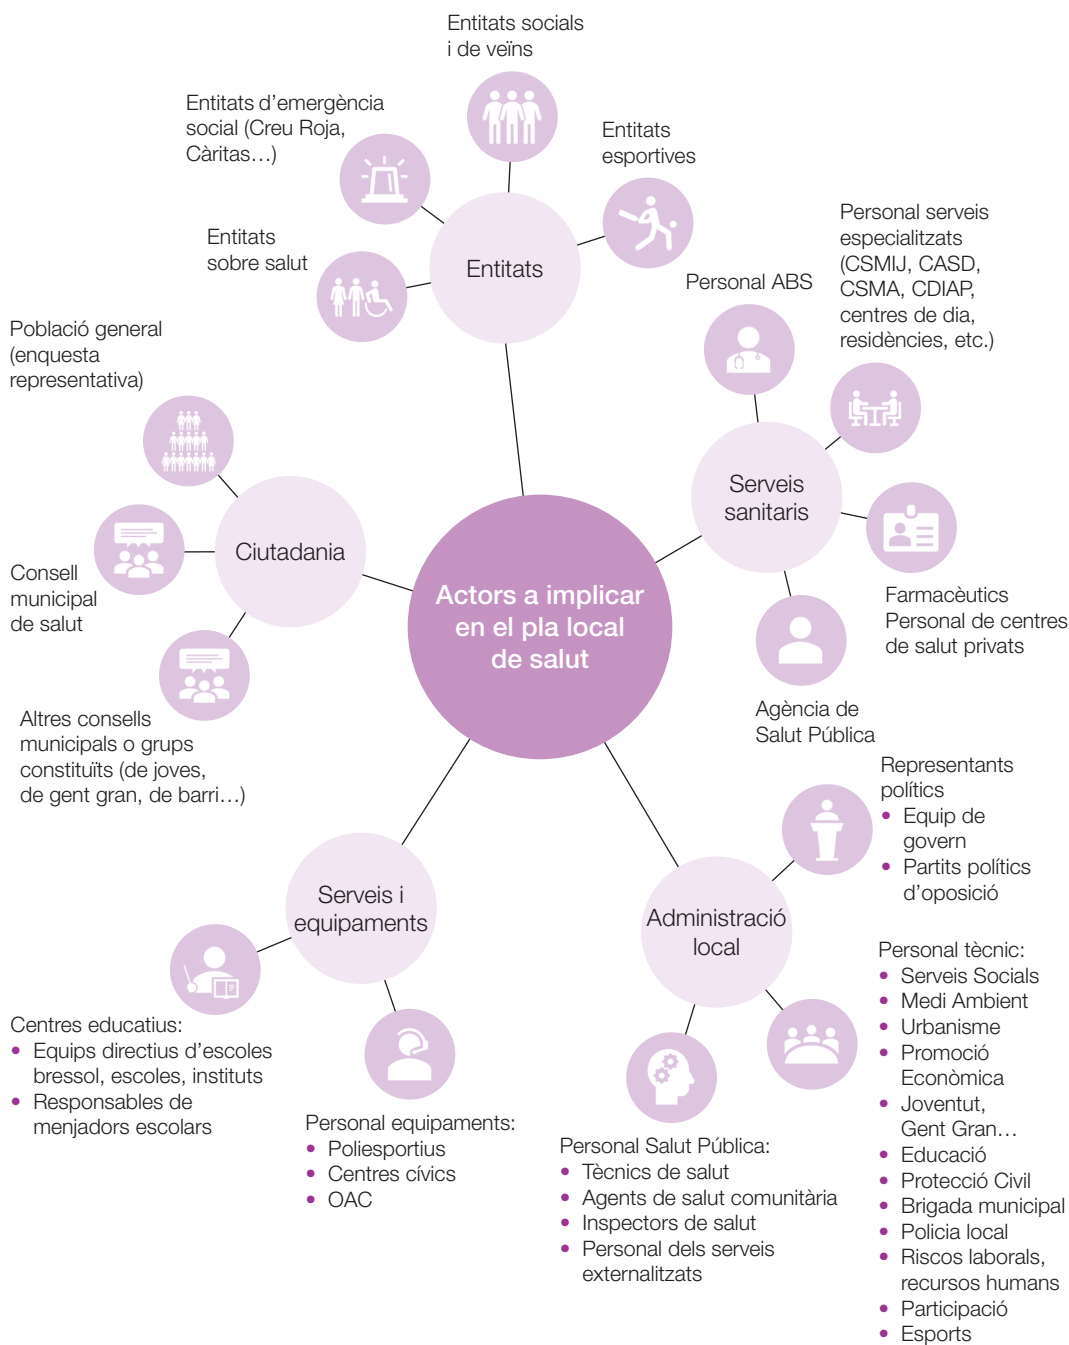 Entitats socials
i de veïns
Entitats d’emergència
social (Creu Roja,
Càritas…)
Entitats
esportives
Entitats
sobre salut
Entitats
Personal serveis
especialitzats
(CSMIJ, CASD,
CSMA, CDIAP,
centres de dia,
residències, etc.)
Personal ABS
Serveis
sanitaris
Farmacèutics
Personal de centres
de salut privats
Agència de
Salut Pública
Població general
(enquesta
representativa)
Ciutadania
Consell
municipal
de salut
Altres consells
municipals o grups
constituïts (de joves,
de gent gran, de barri…)
Actors a implicar
en el pla local
de salut
Serveis i
equipaments
Centres educatius:
• Equips directius d’escoles
bressol, escoles, instituts
• Responsables de
menjadors escolars
Personal equipaments:
• Poliesportius
• Centres cívics
• OAC
Administració
local
Representants
polítics
• Equip de
govern
• Partits polítics
d’oposició
Personal tècnic:
• Serveis Socials
• Medi Ambient
• Urbanisme
• Promoció
Econòmica
• Joventut,
Gent Gran…
• Educació
• Protecció Civil
• Brigada municipal
• Policia local
• Riscos laborals,
recursos humans
• Participació
• Esports
Personal Salut Pública:
• Tècnics de salut
• Agents de salut comunitària
• Inspectors de salut
• Personal dels serveis
externalitzats